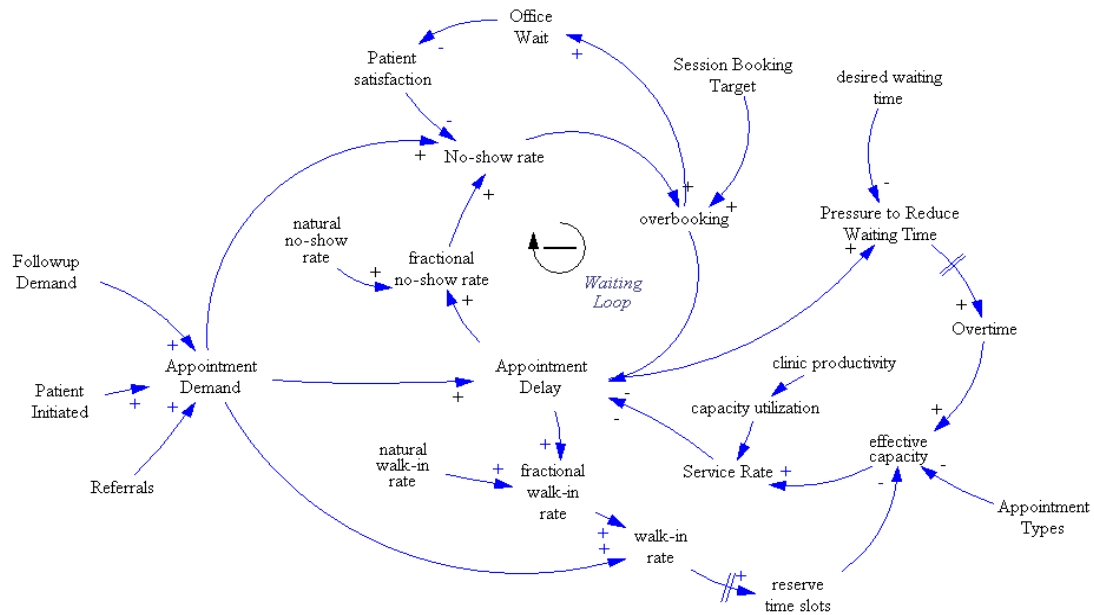 Office
Wait
-
+
Patient
satisfaction
Session Booking
Target
desired waiting
time
-
+
No-show rate
-
+
+
+
overbooking
Pressure to Reduce
Waiting Time
+
natural
no-show
rate
+
fractional
no-show rate
+
Waiting
Loop
Followup
Demand
+
Overtime
+
Appointment
Demand
Appointment
Delay
-
clinic productivity
Patient
Initiated
+
+
+
-
capacity utilization
+
natural
walk-in
rate
+
+
fractional
walk-in
rate
Service Rate
+
effective
capacity
-
-
Referrals
Appointment
Types
+
+
walk-in
rate
+
reserve
time slots